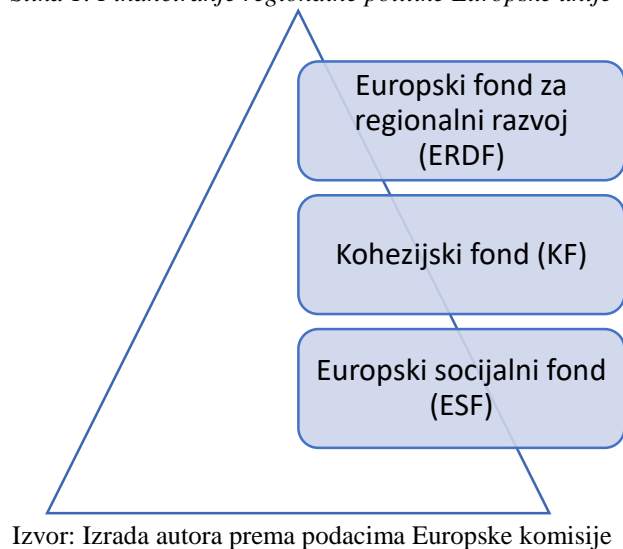 Slika 1. Financiranje regionalne politike Europske unije
Europski fond za
regionalni razvoj
(ERDF)
Kohezijski fond (KF)
Europski socijalni fond
(ESF)
Izvor: Izrada autora prema podacima Europske komisije